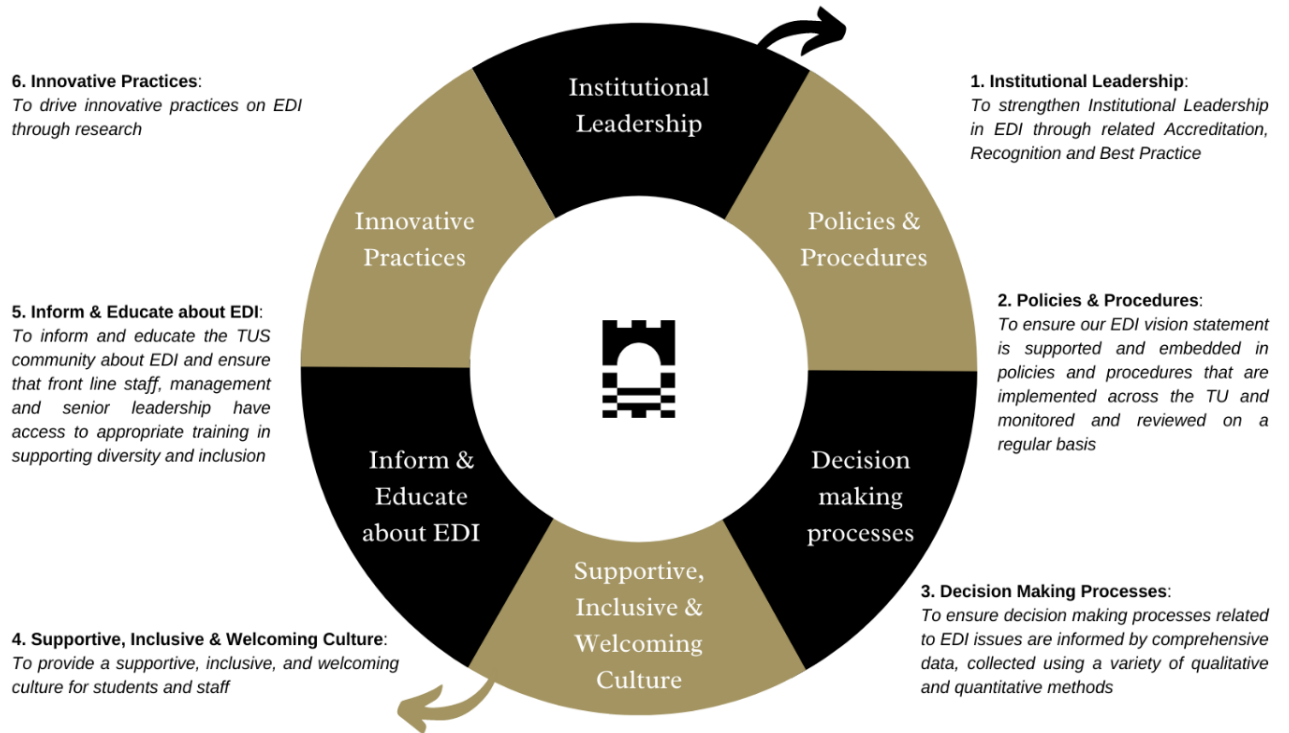 Institutional
Leadership
Policies &
Procedures
Decision
making
processes
Supportive,
Inclusive &
Welcoming
Culture
Inform &
Educate
about EDI
Innovative
Practices
1. Institutional Leadership:
To strengthen Institutional Leadership
in EDI through related Accreditation,
Recognition and Best Practice
2. Policies & Procedures:
To ensure our EDI vision statement
is supported and embedded in
policies and procedures that are
implemented across the TU and
monitored and reviewed on a
regular basis
3. Decision Making Processes:
To ensure decision making processes related
to EDI issues are informed by comprehensive
data, collected using a variety of qualitative
and quantitative methods
4. Supportive, Inclusive & Welcoming Culture:
To provide a supportive, inclusive, and welcoming
culture for students and staff
5. Inform & Educate about EDI:
To inform and educate the TUS
community about EDI and ensure
that front line staff, management
and senior leadership have
access to appropriate training in
supporting diversity and inclusion
6. Innovative Practices:
To drive innovative practices on EDI
through research